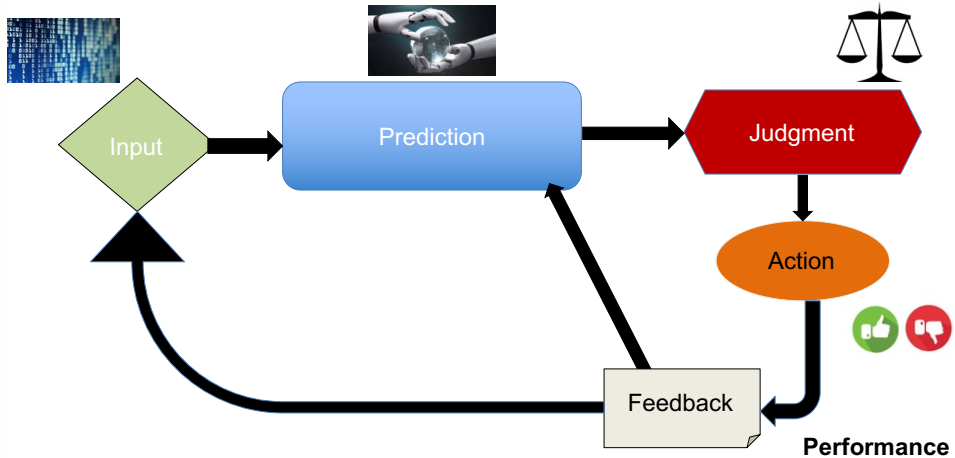 Input
Prediction
Judgment
Action
Feedback
Performance